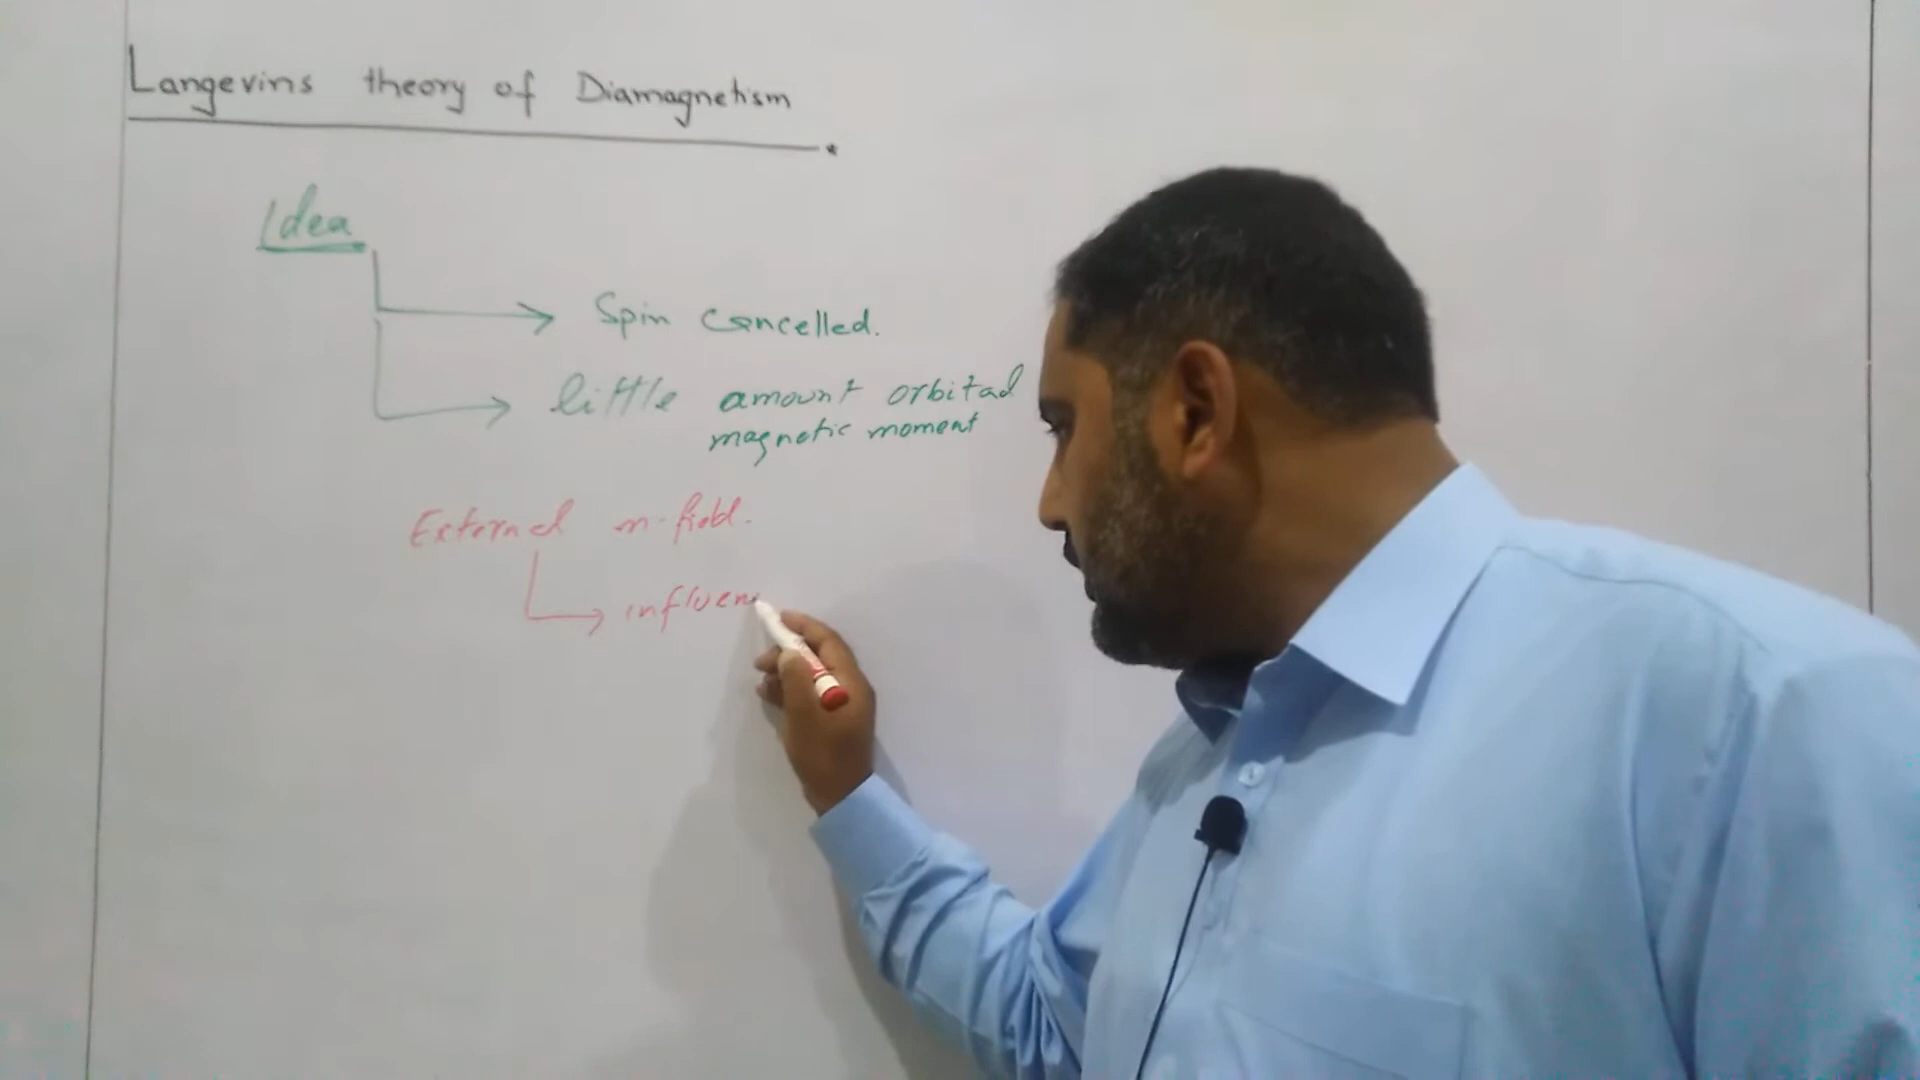 Langevins theory of Diamagnetism
Idea
Spin cancelled.
little amount orbital
magnetic moment
External m-field.
influen